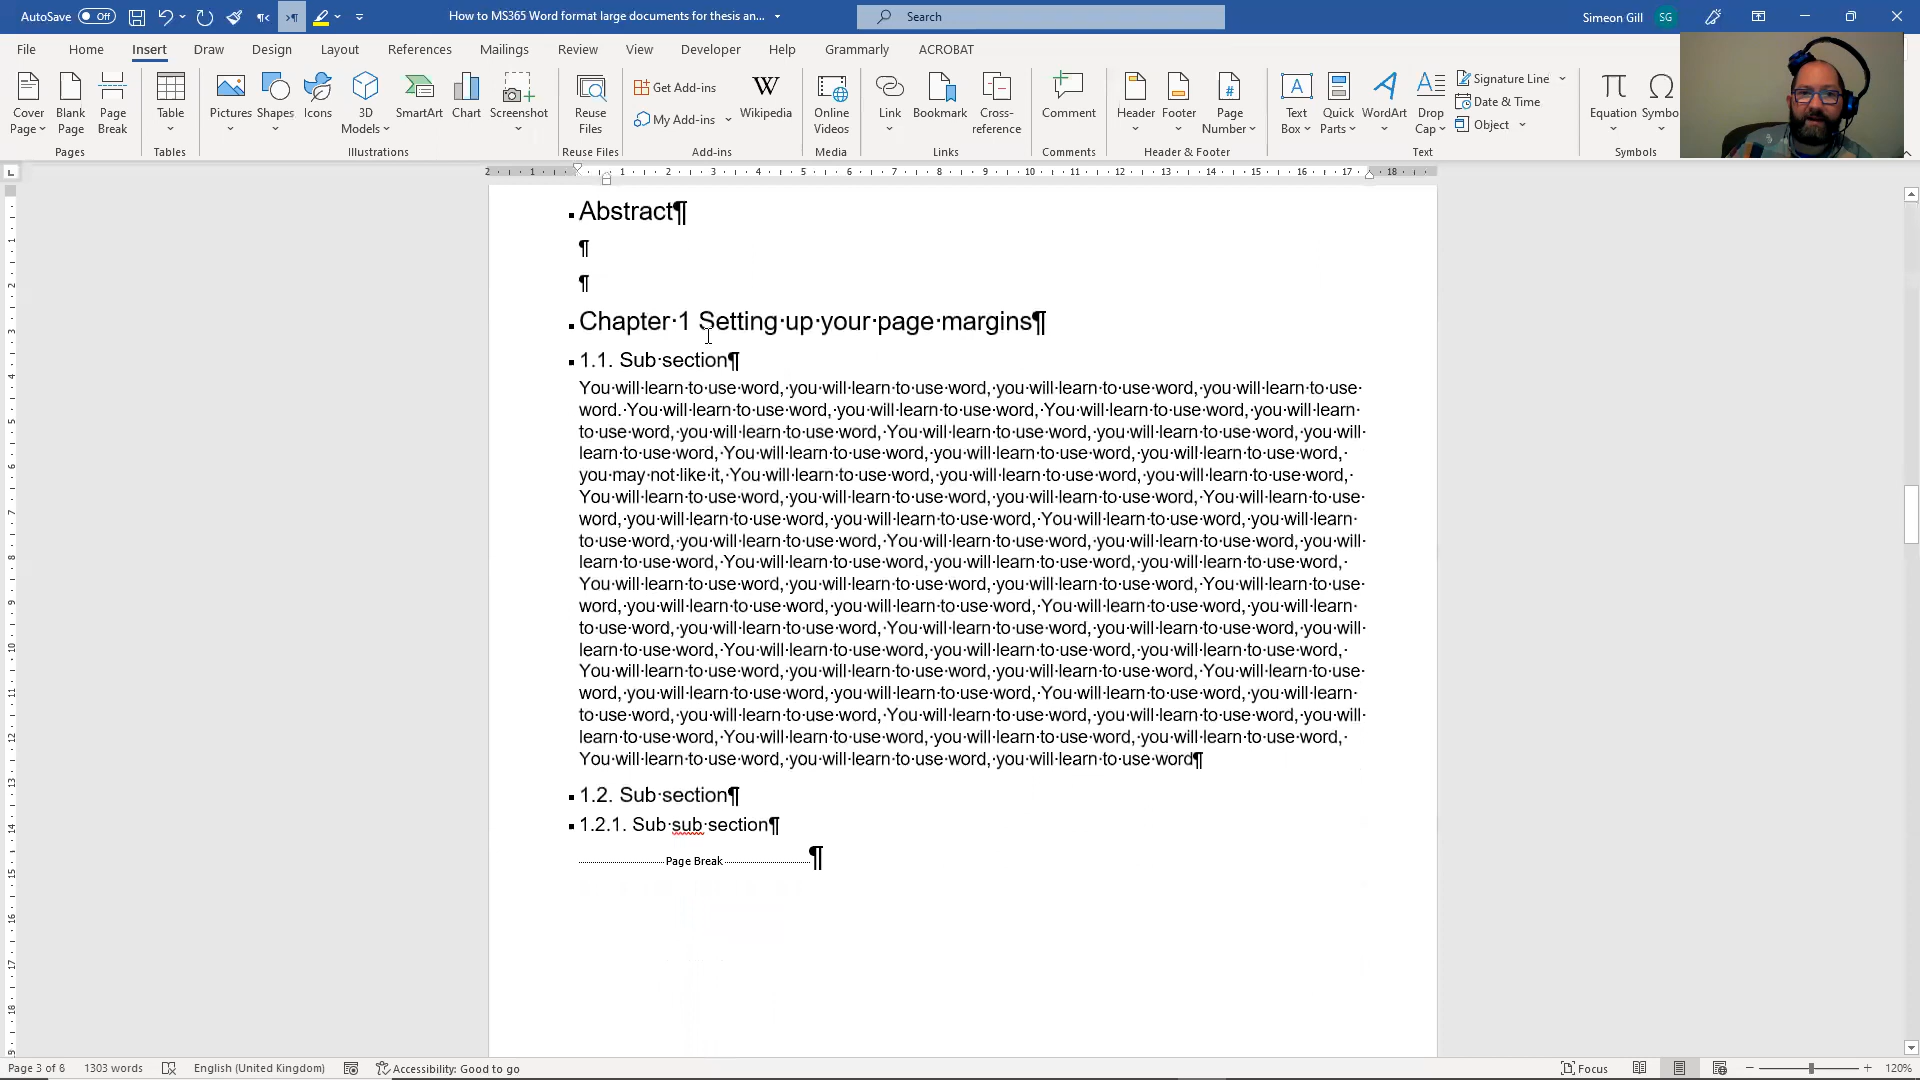 AutoSave Off
How to MS365 Word format large documents for thesis an...
Search
Simeon Gill SG
File Home Insert Draw Design Layout References Mailings Review View Developer Help Grammarly ACROBAT
Cover Page
Blank Page
Page Break
Pages
Table
Tables
Pictures
Shapes
Icons
3D Models
SmartArt
Chart
Screenshot
Illustrations
Reuse Files
Reuse Files
Get Add-ins
My Add-ins
Wikipedia
Add-ins
Online Videos
Media
Link
Bookmark
Cross-reference
Links
Comment
Comments
Header
Footer
Page Number
Header & Footer
Text Box
Quick Parts
WordArt
Drop Cap
Signature Line
Date & Time
Object
Text
Equation
Symbo
Symbols
2 1 1 2 3 4 5 6 7 8 9 10 11 12 13 14 15 16 17 18
Abstract¶
¶
¶
Chapter·1 Setting·up·your·page·margins¶
1.1. Sub·section¶
You·will·learn·to·use·word,·you·will·learn·to·use·word,·you·will·learn·to·use·word,·you·will·learn·to·use·
word.·You·will·learn·to·use·word,·you·will·learn·to·use·word,·You·will·learn·to·use·word,·you·will·learn·
to·use·word,·you·will·learn·to·use·word,·You·will·learn·to·use·word,·you·will·learn·to·use·word,·you·will·
learn·to·use·word,·You·will·learn·to·use·word,·you·will·learn·to·use·word,·you·will·learn·to·use·word,·
you·may·not·like·it,·You·will·learn·to·use·word,·you·will·learn·to·use·word,·you·will·learn·to·use·word,·
You·will·learn·to·use·word,·you·will·learn·to·use·word,·you·will·learn·to·use·word,·You·will·learn·to·use·
word,·you·will·learn·to·use·word,·you·will·learn·to·use·word,·You·will·learn·to·use·word,·you·will·learn·
to·use·word,·you·will·learn·to·use·word,·You·will·learn·to·use·word,·you·will·learn·to·use·word,·you·will·
learn·to·use·word,·You·will·learn·to·use·word,·you·will·learn·to·use·word,·you·will·learn·to·use·word,·
You·will·learn·to·use·word,·you·will·learn·to·use·word,·you·will·learn·to·use·word,·You·will·learn·to·use·
word,·you·will·learn·to·use·word,·you·will·learn·to·use·word,·You·will·learn·to·use·word,·you·will·learn·
to·use·word,·you·will·learn·to·use·word,·You·will·learn·to·use·word,·you·will·learn·to·use·word,·you·will·
learn·to·use·word,·You·will·learn·to·use·word,·you·will·learn·to·use·word,·you·will·learn·to·use·word,·
You·will·learn·to·use·word,·you·will·learn·to·use·word,·you·will·learn·to·use·word,·You·will·learn·to·use·
word,·you·will·learn·to·use·word,·you·will·learn·to·use·word,·You·will·learn·to·use·word,·you·will·learn·
to·use·word,·you·will·learn·to·use·word,·You·will·learn·to·use·word,·you·will·learn·to·use·word,·you·will·
learn·to·use·word,·You·will·learn·to·use·word,·you·will·learn·to·use·word,·you·will·learn·to·use·word,·
You·will·learn·to·use·word,·you·will·learn·to·use·word,·you·will·learn·to·use·word¶
1.2. Sub·section¶
1.2.1. Sub·sub·section¶
Page Break ¶
Page 3 of 6 1303 words English (United Kingdom) Accessibility: Good to go Focus 120%